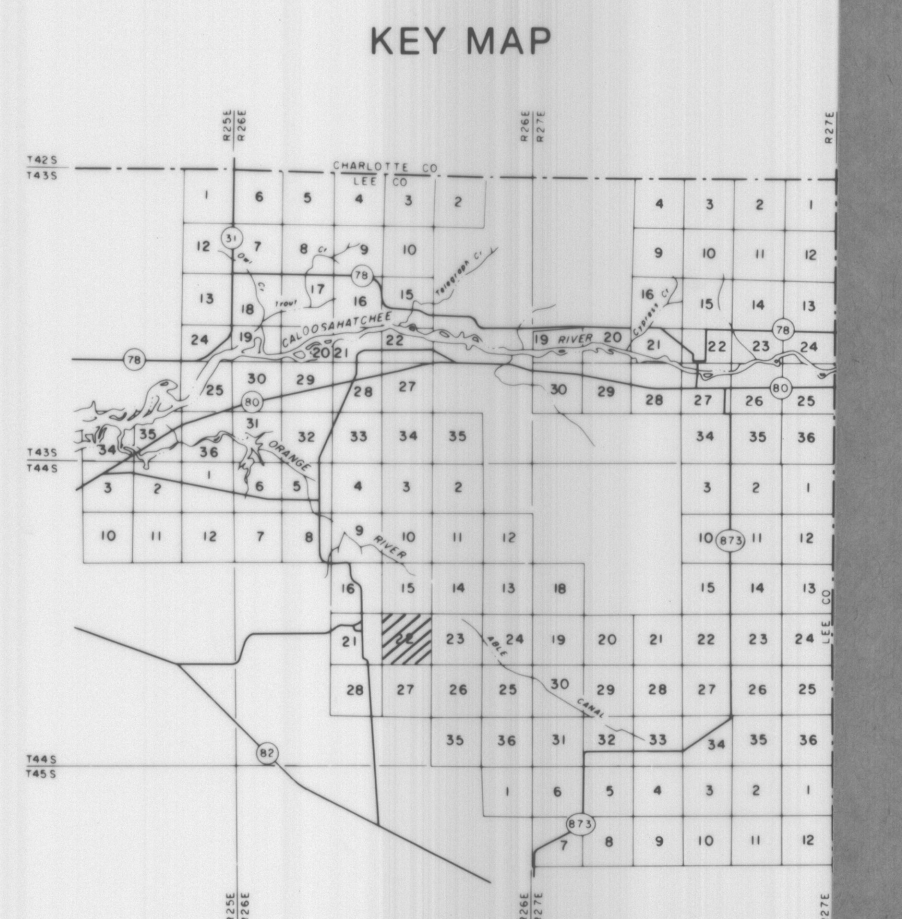 KEY MAP
R25E R26E R26E R27E R27E
T42S CHARLOTTE CO
T43S LEE CO
1 6 5 4 3 2 4 3 2 1
31
12 7 8 Cr 9 10 9 10 11 12
Owl Cr 78 Telegraph Cr
13 18 Trout 17 16 15 16 Cypress Cr 15 14 13
CALOOSAHATCHEE
24 19 20 21 22 19 RIVER 20 21 22 23 24
78 78
25 30 29 28 27 30 29 28 27 26 25
80 80
34 35 36 31 32 33 34 35 34 35 36
ORANGE
T43S
T44S
3 2 1 6 5 4 3 2 3 2 1
10 11 12 7 8 9 10 11 12 10 873 11 12
RIVER
16 15 14 13 18 15 14 13
LEE CO
21 22 23 24 19 20 21 22 23 24
ABLE
28 27 26 25 30 29 28 27 26 25
CANAL
35 36 31 32 33 34 35 36
82
T44S
T45S
1 6 5 4 3 2 1
873
7 8 9 10 11 12
R25E R26E R26E R27E R27E